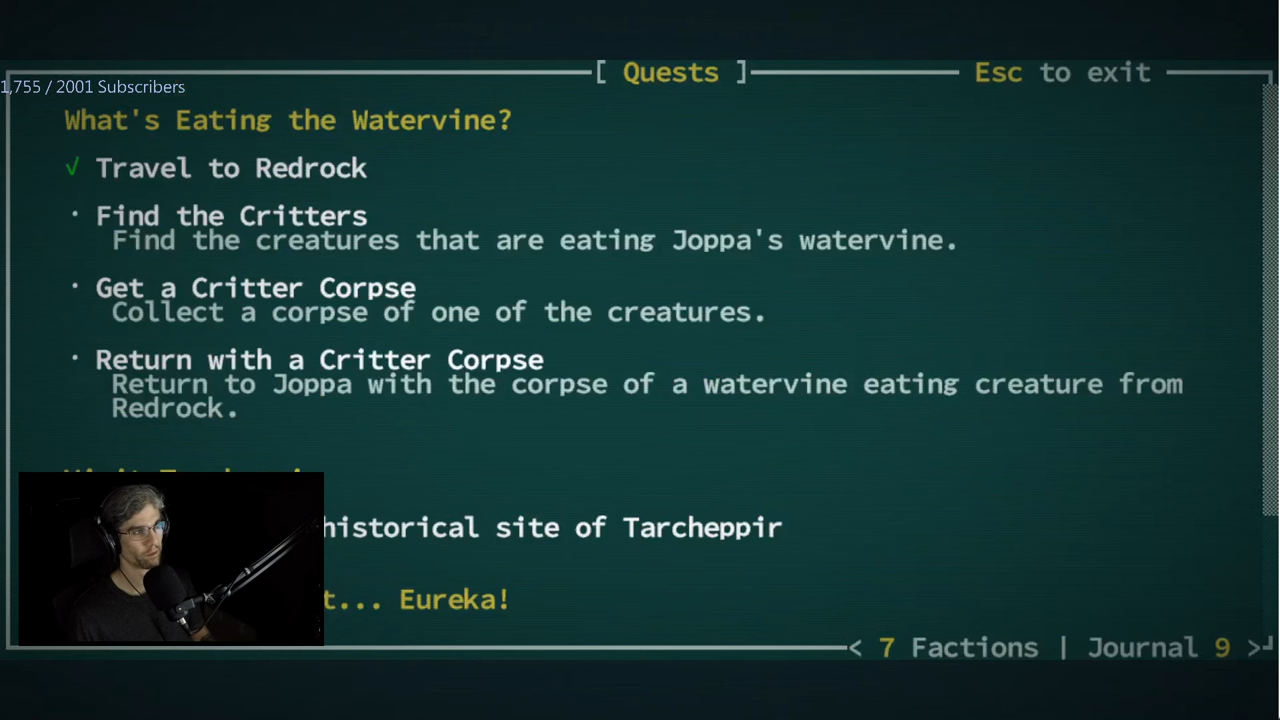 [ Quests ] Esc to exit
1,755 / 2001 Subscribers
What's Eating the Watervine?
√ Travel to Redrock
· Find the Critters
Find the creatures that are eating Joppa's watervine.
· Get a Critter Corpse
Collect a corpse of one of the creatures.
· Return with a Critter Corpse
Return to Joppa with the corpse of a watervine eating creature from
Redrock.
historical site of Tarcheppir
t... Eureka!
< 7 Factions | Journal 9 >